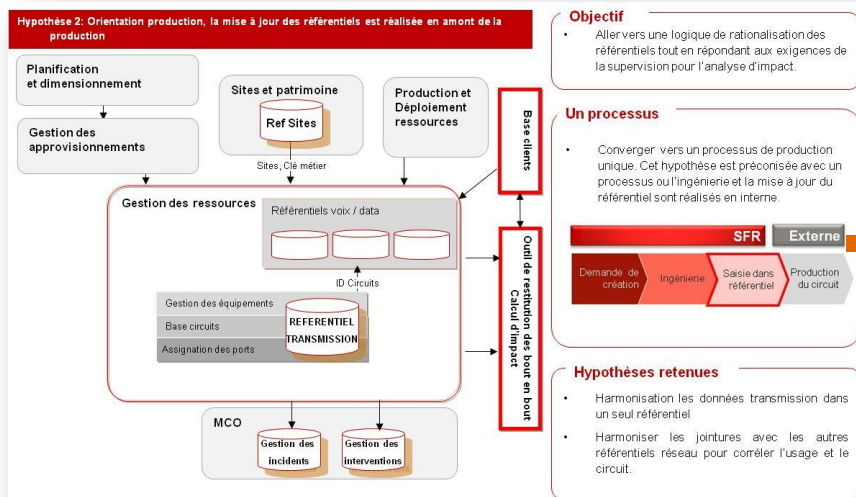 Hypothèse 2: Orientation production, la mise à jour des référentiels est réalisée en amont de la
production
Planification
et dimensionnement
Gestion des
approvisionnements
Sites et patrimoine
Ref Sites
Sites, Clé métier
Production et
Déploiement
ressources
Base clients
Gestion des ressources
Référentiels voix / data
ID Circuits
Gestion des équipements
Base circuits
Assignation des ports
REFERENTIEL
TRANSMISSION
Outil de restitution des bout en bout
Calcul d'impact
MCO
Gestion des
incidents
Gestion des
interventions
Objectif
• Aller vers une logique de rationalisation des
référentiels tout en répondant aux exigences de
la supervision pour l'analyse d'impact.
Un processus
• Converger vers un processus de production
unique. Cet hypothèse est préconisée avec un
processus ou l'ingénierie et la mise à jour du
référentiel sont réalisés en interne.
SFR
Externe
Demande de
création
Ingénierie
Saisie dans
référentiel
Production
du circuit
Hypothèses retenues
• Harmonisation les données transmission dans
un seul référentiel
• Harmoniser les jointures avec les autres
référentiels réseau pour corréler l'usage et le
circuit.